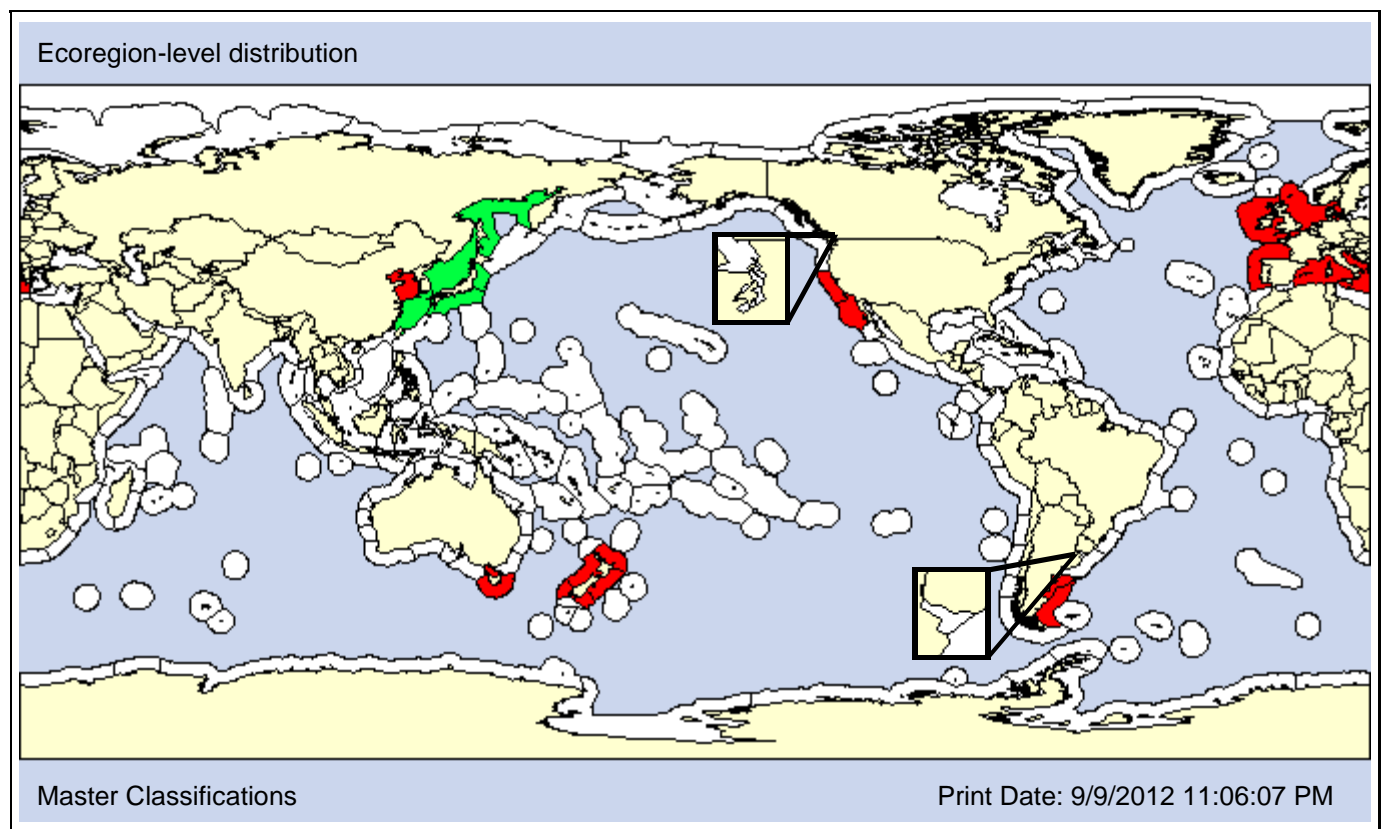 Ecoregion-level distribution
Master Classifications
Print Date: 9/9/2012 11:06:07 PM